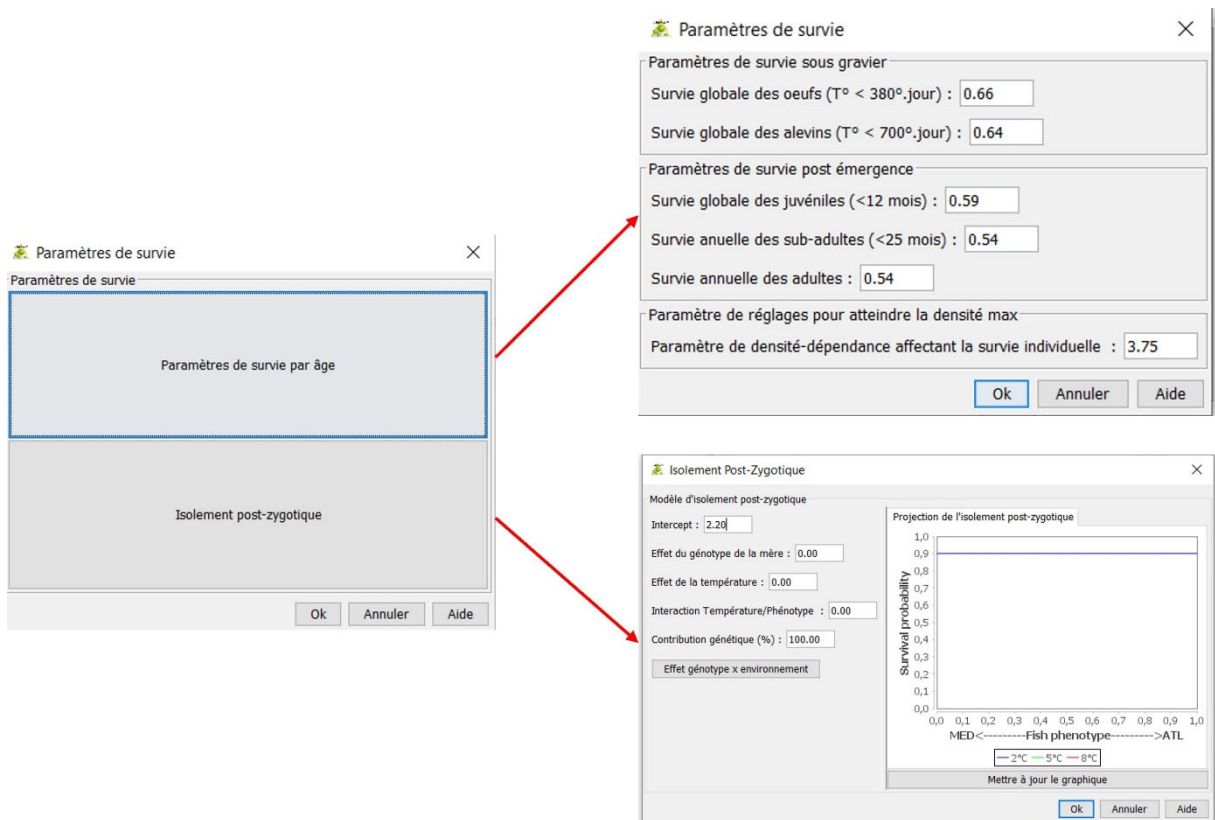 Paramètres de survie
Paramètres de survie
Paramètres de survie par âge
Isolement post-zygotique
Ok Annuler Aide
Paramètres de survie
Paramètres de survie sous gravier
Survie globale des oeufs (T° < 380°.jour) : 0.66
Survie globale des alevins (T° < 700°.jour) : 0.64
Paramètres de survie post émergence
Survie globale des juvéniles (<12 mois) : 0.59
Survie anuelle des sub-adultes (<25 mois) : 0.54
Survie annuelle des adultes : 0.54
Paramètre de réglages pour atteindre la densité max
Paramètre de densité-dépendance affectant la survie individuelle : 3.75
Ok Annuler Aide
Isolement Post-Zygotique
Modèle d'isolement post-zygotique
Intercept : 2.20
Effet du génotype de la mère : 0.00
Effet de la température : 0.00
Interaction Température/Phénotype : 0.00
Contribution génétique (%) : 100.00
Effet génotype x environnement
Projection de l'isolement post-zygotique
Survival probability
1,0
0,9
0,8
0,7
0,6
0,5
0,4
0,3
0,2
0,1
0,0
0,0 0,1 0,2 0,3 0,4 0,5 0,6 0,7 0,8 0,9 1,0
MED<---------Fish phenotype--------->ATL
2°C 5°C 8°C
Mettre à jour le graphique
Ok Annuler Aide